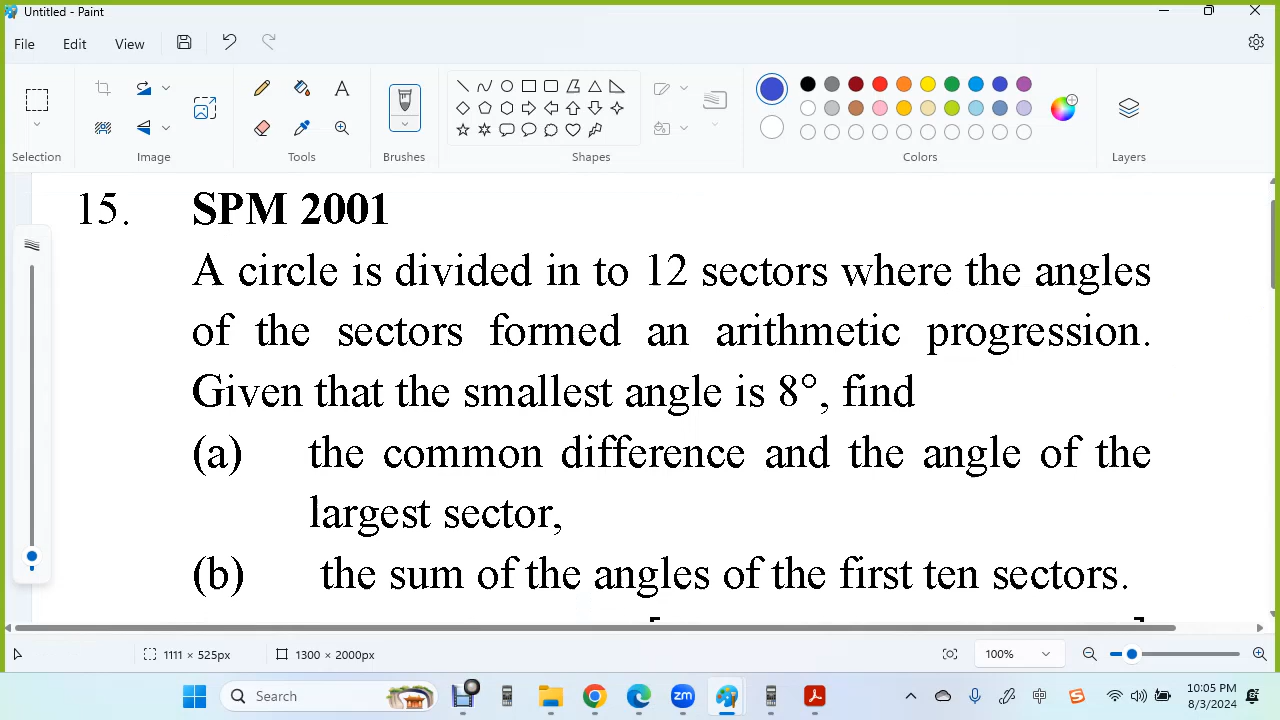 Untitled - Paint
File Edit View
Selection Image Tools Brushes Shapes Colors Layers
15. SPM 2001
A circle is divided in to 12 sectors where the angles
of the sectors formed an arithmetic progression.
Given that the smallest angle is 8°, find
(a) the common difference and the angle of the
largest sector,
(b) the sum of the angles of the first ten sectors.
1111 × 525px 1300 × 2000px 100%
Search zm 中 10:05 PM
8/3/2024